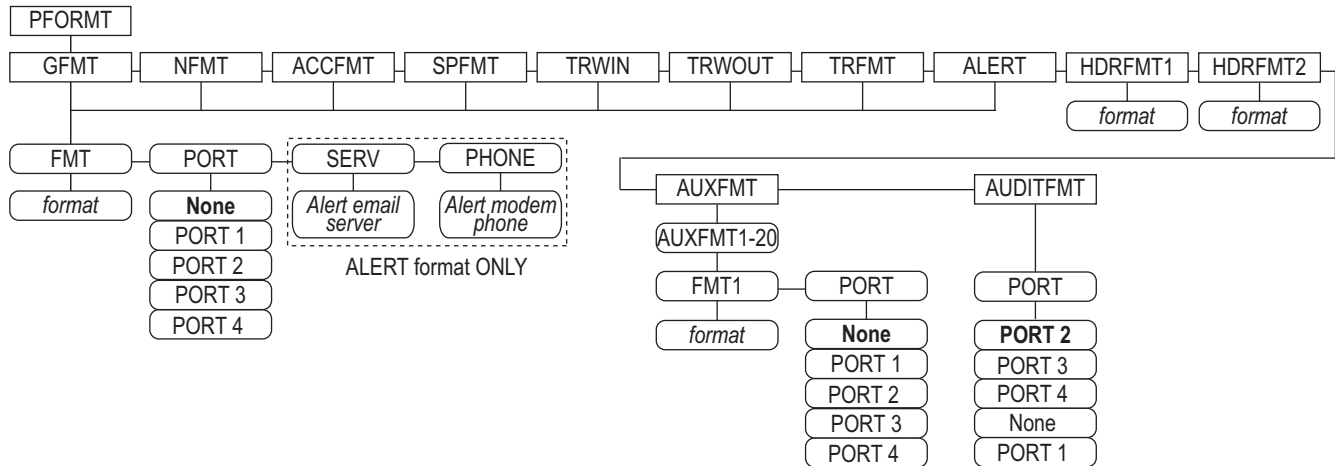 PFORMT
GFMT
NFMT
ACCFMT
SPFMT
TRWIN
TRWOUT
TRFMT
ALERT
HDRFMT1
HDRFMT2
format
format
FMT
PORT
SERV
PHONE
format
None
PORT 1
PORT 2
PORT 3
PORT 4
Alert email
server
Alert modem
phone
ALERT format ONLY
AUXFMT
AUDITFMT
AUXFMT1-20
FMT1
PORT
PORT
format
None
PORT 1
PORT 2
PORT 3
PORT 4
PORT 2
PORT 3
PORT 4
None
PORT 1